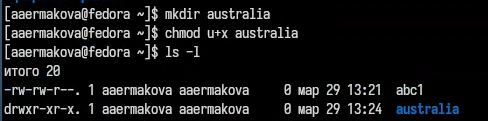 [aaermakova@fedora ~]$ mkdir australia
[aaermakova@fedora ~]$ chmod u+x australia
[aaermakova@fedora ~]$ ls -l
итого 20
-rw-rw-r--. 1 aaermakova aaermakova    0 мар 29 13:21  abc1
drwxr-xr-x. 1 aaermakova aaermakova    0 мар 29 13:24  australia